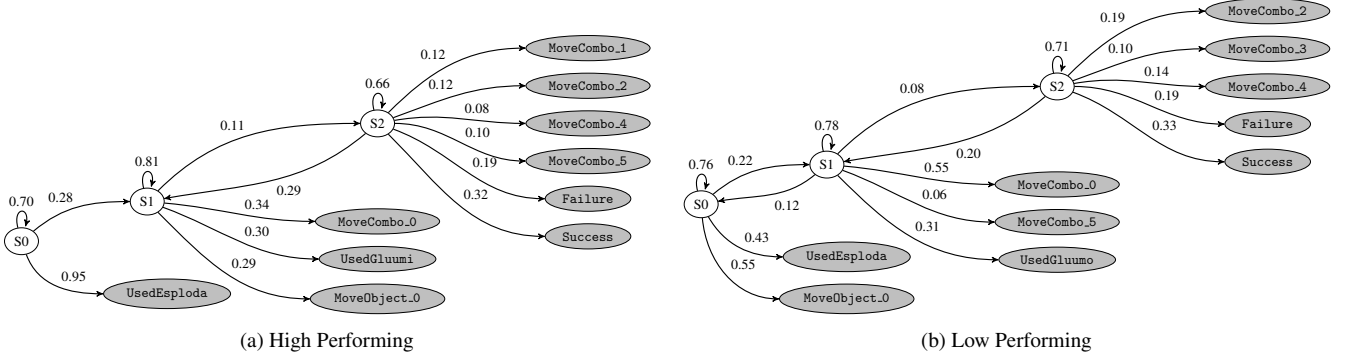 0.70
S0
0.28
0.95
UsedEsploda
0.81
S1
0.11
0.29
0.34
0.30
0.29
MoveCombo_0
UsedGluumi
MoveObject_0
0.66
S2
0.12
0.12
0.08
0.10
0.19
0.32
MoveCombo_1
MoveCombo_2
MoveCombo_4
MoveCombo_5
Failure
Success
(a) High Performing
0.76
S0
0.22
0.12
0.43
0.55
UsedEsploda
MoveObject_0
0.78
S1
0.08
0.20
0.55
0.06
0.31
MoveCombo_0
MoveCombo_5
UsedGluumo
0.71
S2
0.19
0.10
0.14
0.19
0.33
MoveCombo_2
MoveCombo_3
MoveCombo_4
Failure
Success
(b) Low Performing